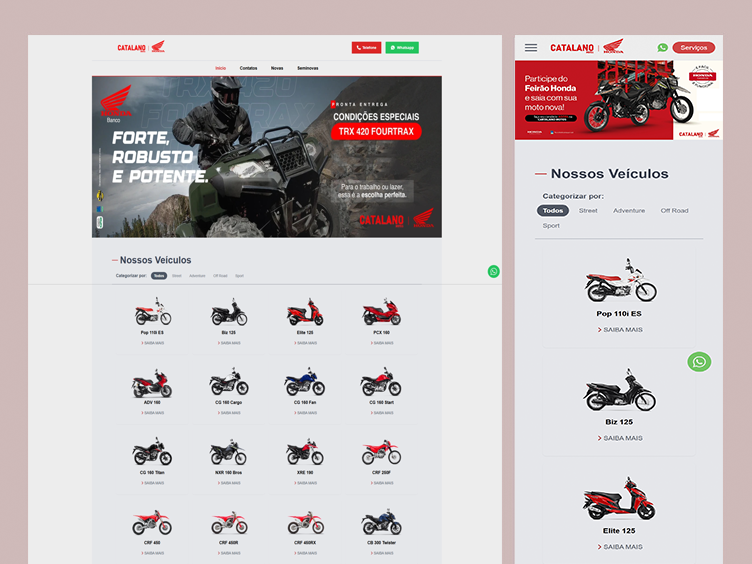 CATALANO
HONDA
Telefone
Whatsapp
Início
Contatos
Novas
Seminovas
HONDA
Banco
FORTE,
ROBUSTO
E POTENTE.
PRONTA ENTREGA
CONDIÇÕES ESPECIAIS
TRX 420 FOURTRAX
Para o trabalho ou lazer,
esta é a escolha perfeita.
CATALANO
HONDA
Nossos Veículos
Categorizar por:
Todos
Street
Adventure
Off Road
Sport
Pop 110i ES
Biz 125
Elite 125
PCX 160
SAIBA MAIS
SAIBA MAIS
SAIBA MAIS
SAIBA MAIS
ADV 160
CG 160 Cargo
CG 160 Fan
CG 160 Start
SAIBA MAIS
SAIBA MAIS
SAIBA MAIS
SAIBA MAIS
CG 160 Titan
NXR 160 Bros
XRE 190
CRF 250F
SAIBA MAIS
SAIBA MAIS
SAIBA MAIS
SAIBA MAIS
CRF 450
CRF 450R
CRF 450RX
CB 300 Twister
SAIBA MAIS
SAIBA MAIS
SAIBA MAIS
SAIBA MAIS
CATALANO
HONDA
Serviços
Participe do
Feirão Honda
e saia com sua
moto nova!
HONDA
CATALANO
Nossos Veículos
Categorizar por:
Todos
Street
Adventure
Off Road
Sport
Pop 110i ES
SAIBA MAIS
Biz 125
SAIBA MAIS
Elite 125
SAIBA MAIS